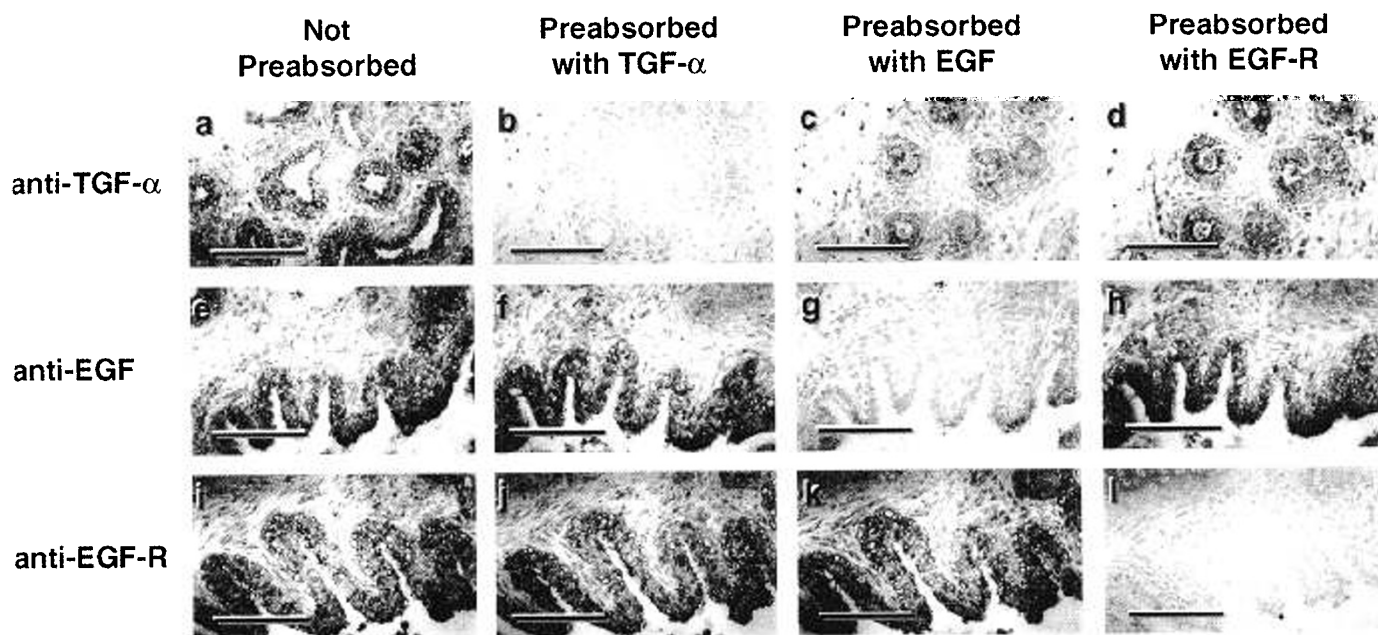 Not
Preabsorbed
Preabsorbed
with TGF-α
Preabsorbed
with EGF
Preabsorbed
with EGF-R
anti-TGF-α
a
b
c
d
anti-EGF
e
f
g
h
anti-EGF-R
i
j
k
l